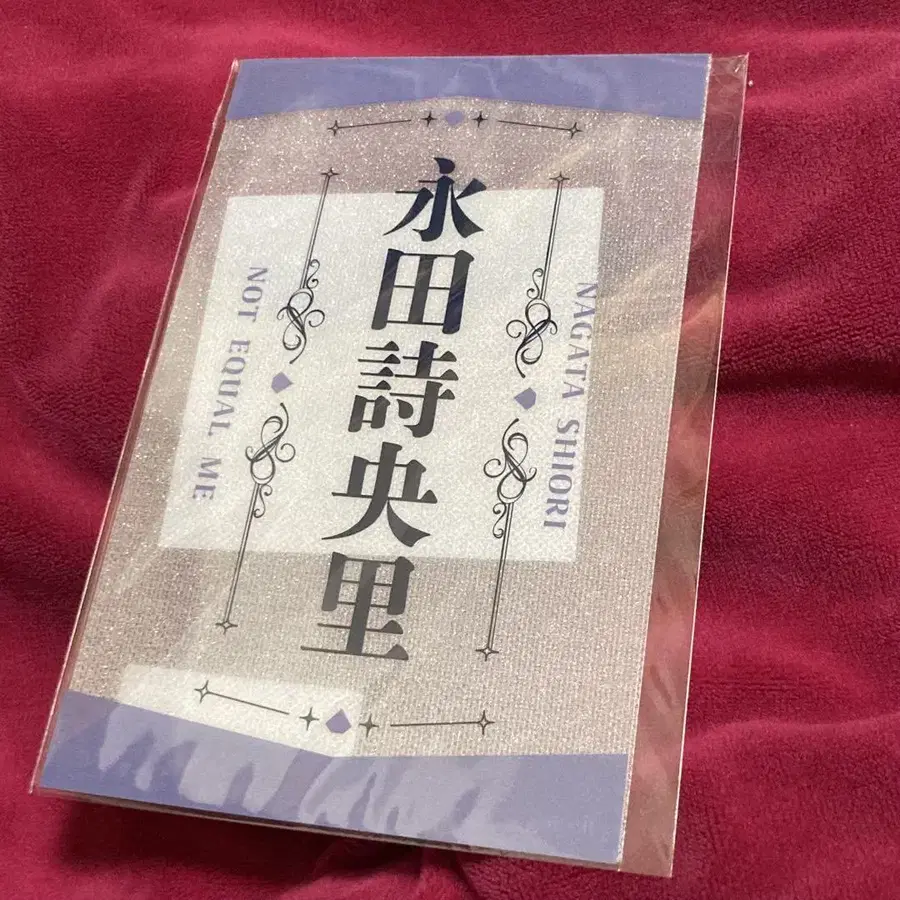 永田詩央里
NAGATA SHIORI
NOT EQUAL ME